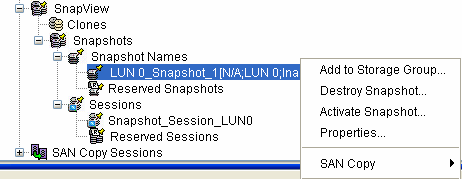 SnapView
Clones
Snapshots
Snapshot Names
LUN 0_Snapshot_1[N/A;LUN 0;Ina
Reserved Snapshots
Sessions
Snapshot_Session_LUN0
Reserved Sessions
SAN Copy Sessions
Add to Storage Group...
Destroy Snapshot...
Activate Snapshot...
Properties...
SAN Copy